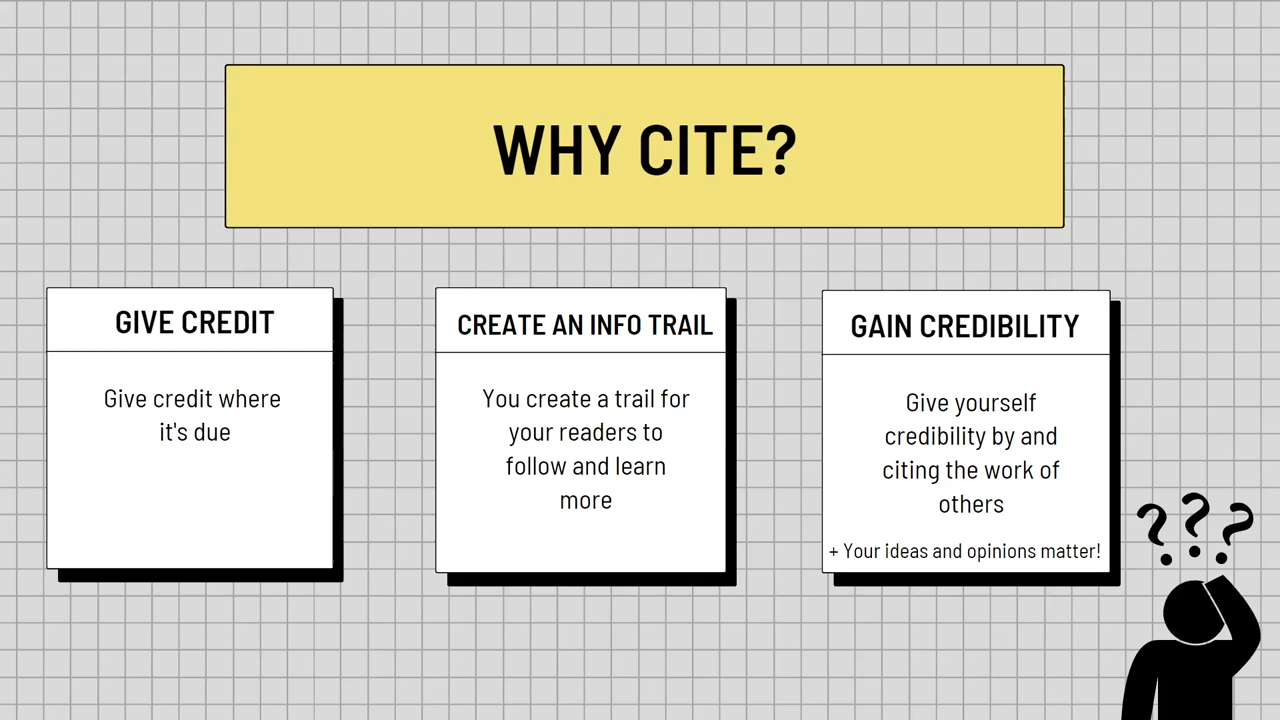 WHY CITE?
GIVE CREDIT
Give credit where
it's due
CREATE AN INFO TRAIL
You create a trail for
your readers to
follow and learn
more
GAIN CREDIBILITY
Give yourself
credibility by and
citing the work of
others
+ Your ideas and opinions matter!
???